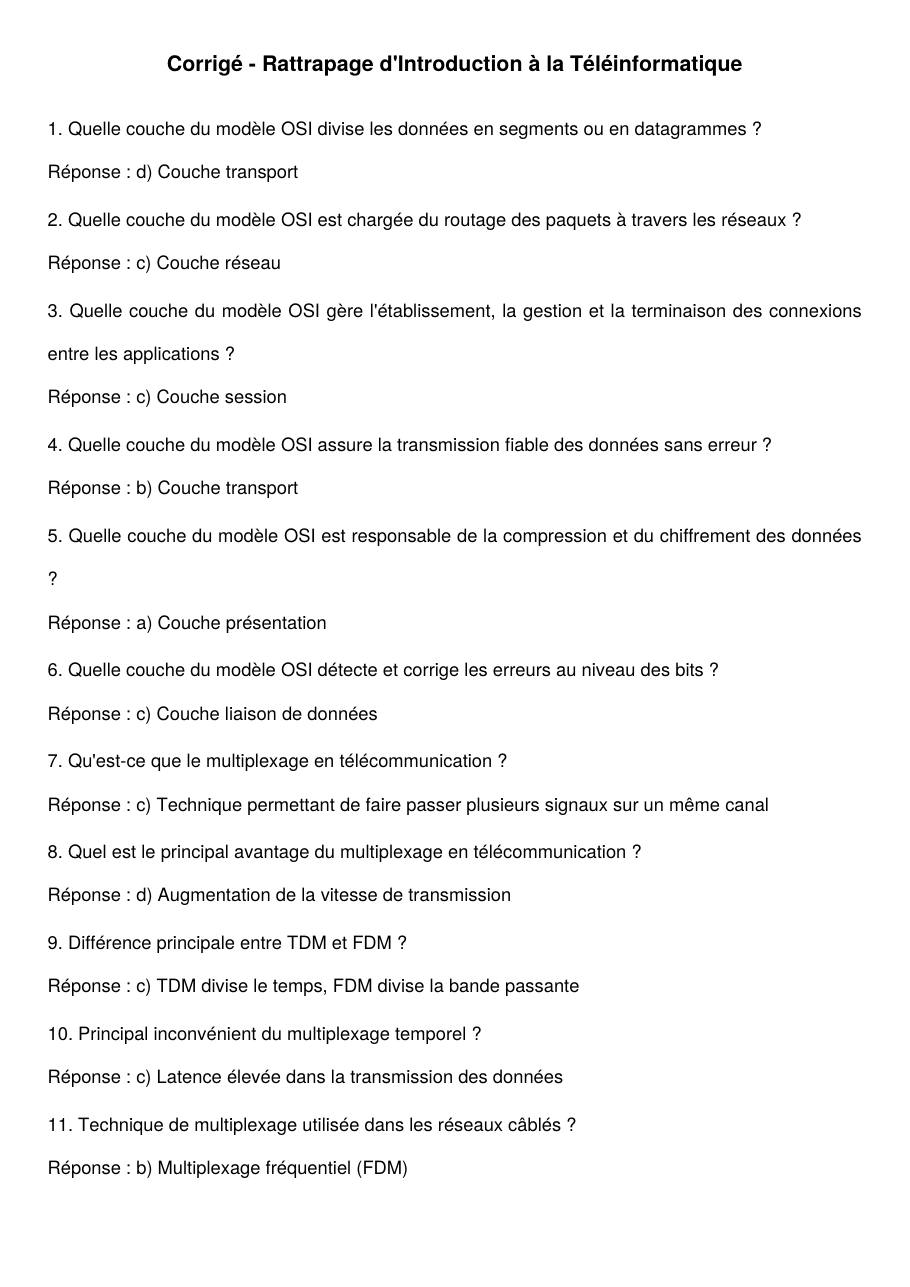 Corrigé - Rattrapage d'Introduction à la Téléinformatique
1. Quelle couche du modèle OSI divise les données en segments ou en datagrammes ?
Réponse : d) Couche transport
2. Quelle couche du modèle OSI est chargée du routage des paquets à travers les réseaux ?
Réponse : c) Couche réseau
3. Quelle couche du modèle OSI gère l'établissement, la gestion et la terminaison des connexions
entre les applications ?
Réponse : c) Couche session
4. Quelle couche du modèle OSI assure la transmission fiable des données sans erreur ?
Réponse : b) Couche transport
5. Quelle couche du modèle OSI est responsable de la compression et du chiffrement des données
?
Réponse : a) Couche présentation
6. Quelle couche du modèle OSI détecte et corrige les erreurs au niveau des bits ?
Réponse : c) Couche liaison de données
7. Qu'est-ce que le multiplexage en télécommunication ?
Réponse : c) Technique permettant de faire passer plusieurs signaux sur un même canal
8. Quel est le principal avantage du multiplexage en télécommunication ?
Réponse : d) Augmentation de la vitesse de transmission
9. Différence principale entre TDM et FDM ?
Réponse : c) TDM divise le temps, FDM divise la bande passante
10. Principal inconvénient du multiplexage temporel ?
Réponse : c) Latence élevée dans la transmission des données
11. Technique de multiplexage utilisée dans les réseaux câblés ?
Réponse : b) Multiplexage fréquentiel (FDM)